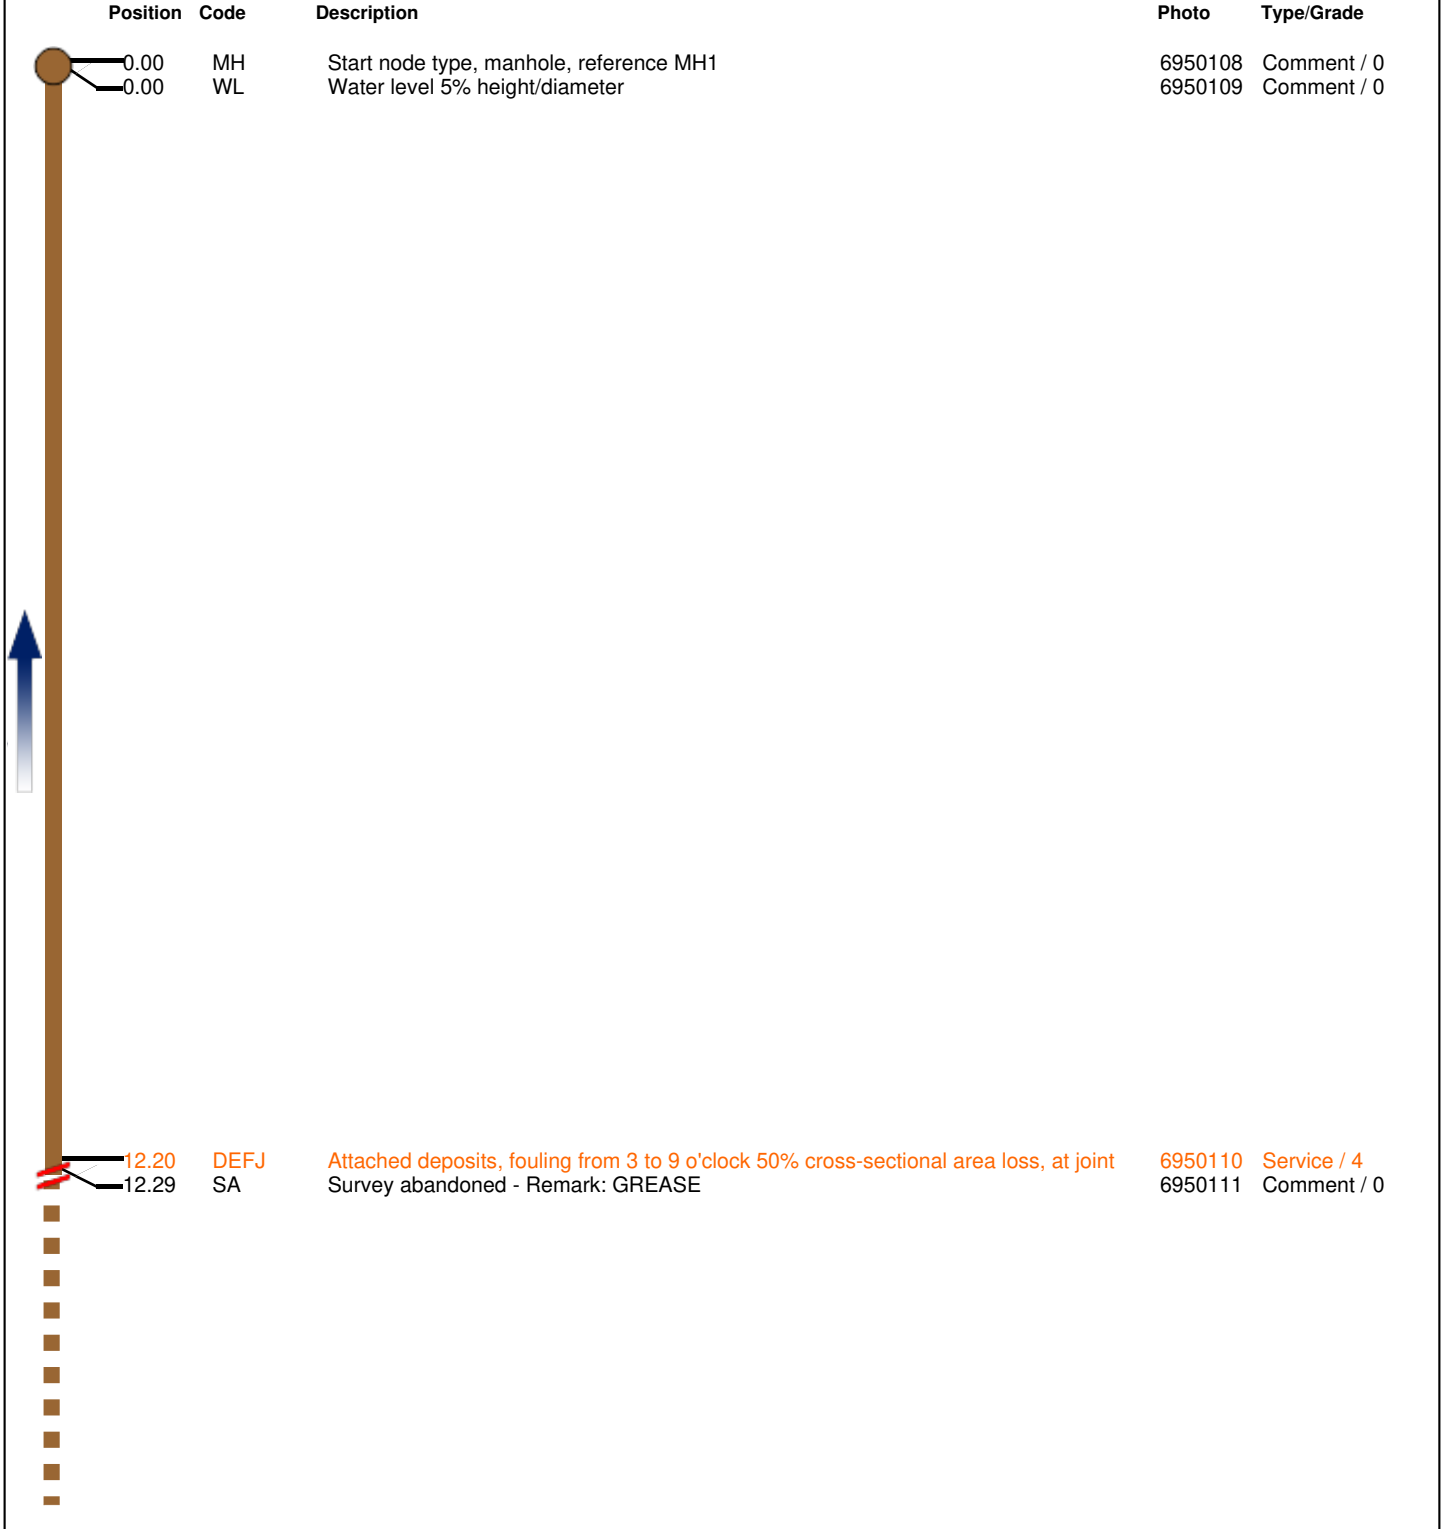 Position Code Description Photo Type/Grade
0.00 MH Start node type, manhole, reference MH1 6950108 Comment / 0
0.00 WL Water level 5% height/diameter 6950109 Comment / 0
12.20 DEFJ Attached deposits, fouling from 3 to 9 o'clock 50% cross-sectional area loss, at joint 6950110 Service / 4
12.29 SA Survey abandoned - Remark: GREASE 6950111 Comment / 0